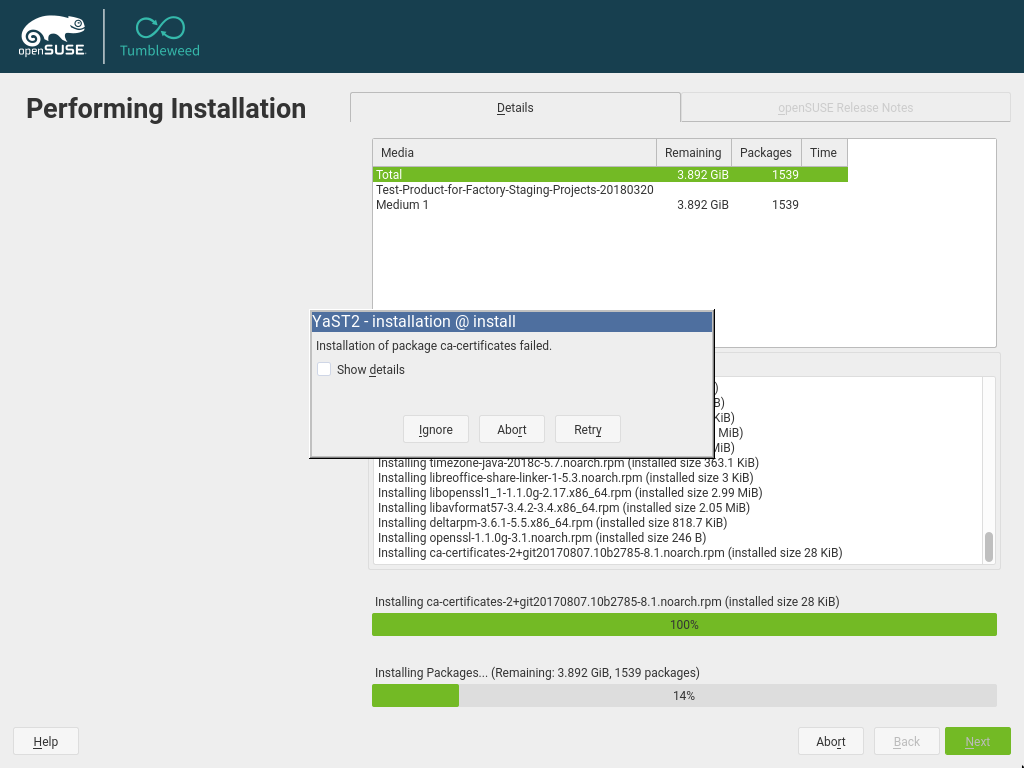 openSUSE Tumbleweed
Performing Installation
Details openSUSE Release Notes
Media Remaining Packages Time
Total 3.892 GiB 1539
Test-Product-for-Factory-Staging-Projects-20180320
Medium 1 3.892 GiB 1539
YaST2 - installation @ install
Installation of package ca-certificates failed.
Show details
Ignore Abort Retry
)
B)
KiB)
MiB)
MiB)
Installing timezone-java-2018c-5.7.noarch.rpm (installed size 363.1 KiB)
Installing libreoffice-share-linker-1-5.3.noarch.rpm (installed size 3 KiB)
Installing libopenssl1_1-1.1.0g-2.17.x86_64.rpm (installed size 2.99 MiB)
Installing libavformat57-3.4.2-3.4.x86_64.rpm (installed size 2.05 MiB)
Installing deltarpm-3.6.1-5.5.x86_64.rpm (installed size 818.7 KiB)
Installing openssl-1.1.0g-3.1.noarch.rpm (installed size 246 B)
Installing ca-certificates-2+git20170807.10b2785-8.1.noarch.rpm (installed size 28 KiB)
Installing ca-certificates-2+git20170807.10b2785-8.1.noarch.rpm (installed size 28 KiB)
100%
Installing Packages... (Remaining: 3.892 GiB, 1539 packages)
14%
Help Abort Back Next